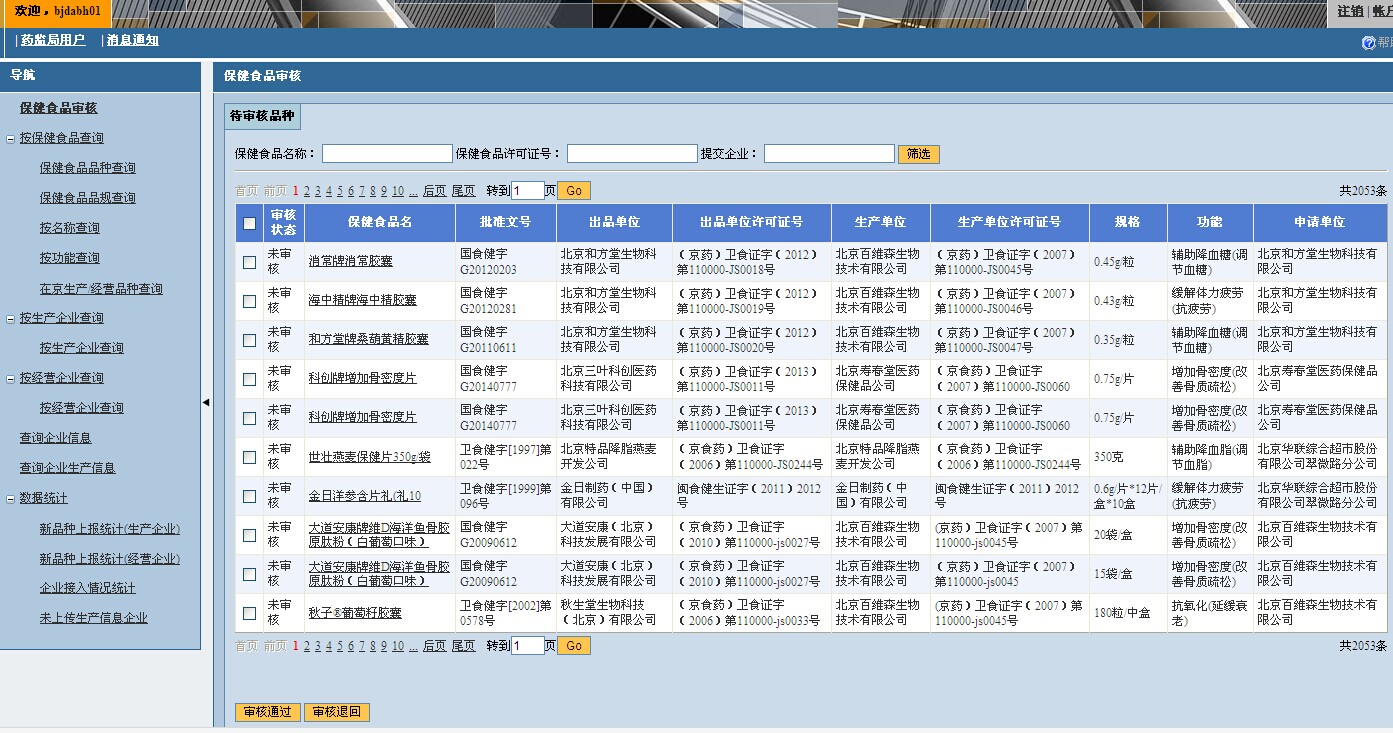 欢迎，bjdabh01
注销 | 帐户
| 药监局用户 | 消息通知
帮
导航
保健食品审核
按保健食品查询
保健食品品种查询
保健食品品规查询
按名称查询
按功能查询
在京生产/经营品种查询
按生产企业查询
按生产企业查询
按经营企业查询
按经营企业查询
查询企业信息
查询企业生产信息
数据统计
新品种上报统计(生产企业)
新品种上报统计(经营企业)
企业接入情况统计
未上传生产信息企业
保健食品审核
待审核品种
保健食品名称： 保健食品许可证号： 提交企业： 筛选
首页 前页 1 2 3 4 5 6 7 8 9 10 ... 后页 尾页 转到 1 页 Go 共2053条
审核状态 保健食品名 批准文号 出品单位 出品单位许可证号 生产单位 生产单位许可证号 规格 功能 申请单位
未审核 消常牌消常胶囊 国食健字G20120203 北京和方堂生物科技有限公司 （京药）卫食证字（2012）第110000-JS0018号 北京百维森生物技术有限公司 （京药）卫食证字（2007）第110000-JS0045号 0.45g/粒 辅助降血糖(调节血糖) 北京和方堂生物科技有限公司
未审核 海中精牌海中精胶囊 国食健字G20120281 北京和方堂生物科技有限公司 （京药）卫食证字（2012）第110000-JS0019号 北京百维森生物技术有限公司 （京药）卫食证字（2007）第110000-JS0046号 0.43g/粒 缓解体力疲劳(抗疲劳) 北京和方堂生物科技有限公司
未审核 和方堂牌桑葫黄精胶囊 国食健字G20110611 北京和方堂生物科技有限公司 （京药）卫食证字（2012）第110000-JS0020号 北京百维森生物技术有限公司 （京药）卫食证字（2007）第110000-JS0047号 0.35g/粒 辅助降血糖(调节血糖) 北京和方堂生物科技有限公司
未审核 科创牌增加骨密度片 国食健字G20140777 北京三叶科创医药科技有限公司 （京药）卫食证字（2013）第110000-JS0011号 北京寿春堂医药保健品公司 （京食药）卫食证字（2007）第110000-JS0060 0.75g/片 增加骨密度(改善骨质疏松) 北京寿春堂医药保健品公司
未审核 科创牌增加骨密度片 国食健字G20140777 北京三叶科创医药科技有限公司 （京药）卫食证字（2013）第110000-JS0011号 北京寿春堂医药保健品公司 （京食药）卫食证字（2007）第110000-JS0060 0.75g/片 增加骨密度(改善骨质疏松) 北京寿春堂医药保健品公司
未审核 世壮燕麦保健片350g/袋 卫食健字[1997]第022号 北京特品降脂燕麦开发公司 （京食药）卫食证字（2006）第110000-JS0244号 北京特品降脂燕麦开发公司 （京食药）卫食证字（2006）第110000-JS0244号 350克 辅助降血脂(调节血脂) 北京华联综合超市股份有限公司翠微路分公司
未审核 金日洋参含片礼(礼10 卫食健字[1999]第096号 金日制药（中国）有限公司 闽食健生证字（2011）2012号 金日制药（中国）有限公司 闽食键生证字（2011）2012号 0.6g/片*12片/盒*10盒 缓解体力疲劳(抗疲劳) 北京华联综合超市股份有限公司翠微路分公司
未审核 大道安康牌维D海洋鱼骨胶原肽粉（白葡萄口味） 国食健字G20090612 大道安康（北京）科技发展有限公司 （京食药）卫食证字（2010）第110000-js0027号 北京百维森生物技术有限公司 (京药）卫食证字（2007）第110000-js0045号 20袋/盒 增加骨密度(改善骨质疏松) 北京百维森生物技术有限公司
未审核 大道安康牌维D海洋鱼骨胶原肽粉（白葡萄口味） 国食健字G20090612 大道安康（北京）科技发展有限公司 （京食药）卫食证字（2010）第110000-js0027号 北京百维森生物技术有限公司 （京药）卫食证字（2007）第110000-js0045 15袋/盒 增加骨密度(改善骨质疏松) 北京百维森生物技术有限公司
未审核 秋子®葡萄籽胶囊 卫食健字[2002]第0578号 秋生堂生物科技（北京）有限公司 （京食药）卫食证字（2006）第110000-js0033号 北京百维森生物技术有限公司 (京药）卫食证字（2007）第110000-js0045号 180粒/中盒 抗氧化(延缓衰老) 北京百维森生物技术有限公司
首页 前页 1 2 3 4 5 6 7 8 9 10 ... 后页 尾页 转到 1 页 Go 共2053条
审核通过 审核退回